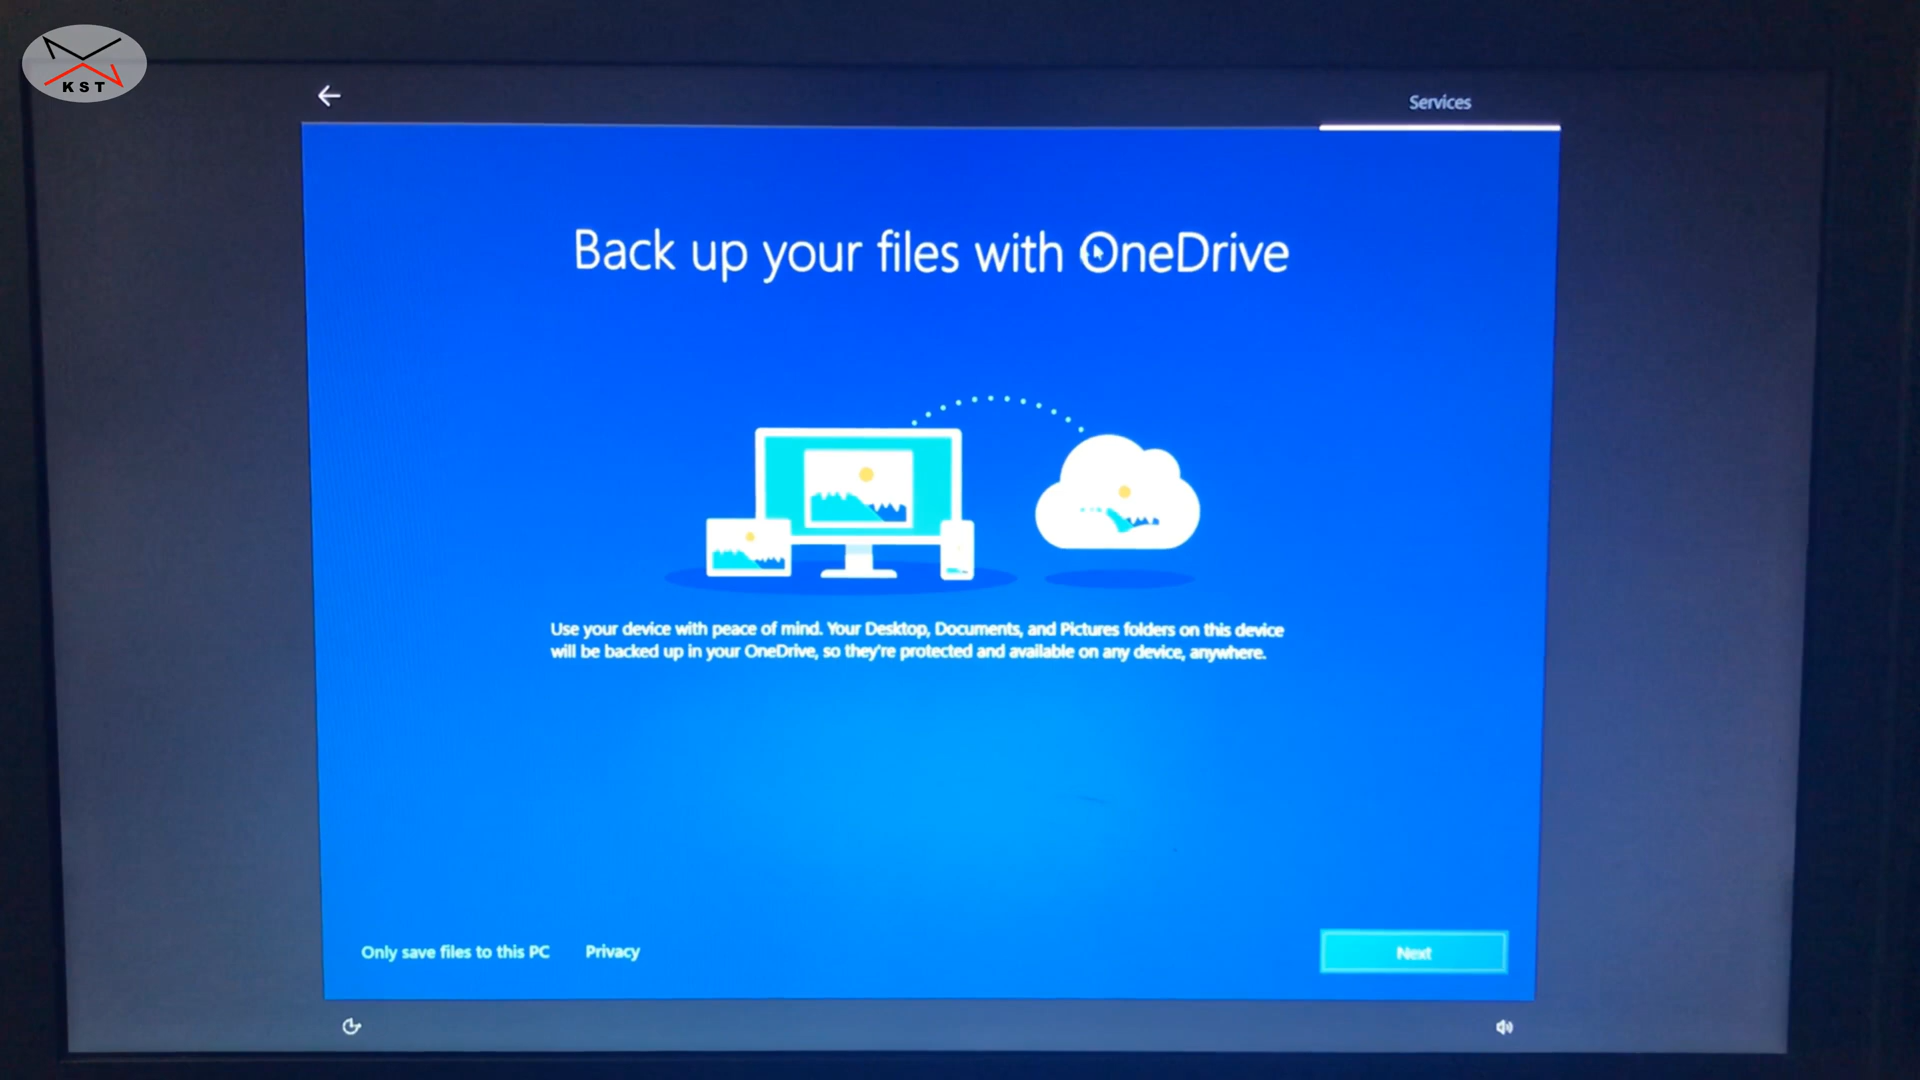 KST
Services
Back up your files with OneDrive
Use your device with peace of mind. Your Desktop, Documents, and Pictures folders on this device
will be backed up in your OneDrive, so they're protected and available on any device, anywhere.
Only save files to this PC
Privacy
Next